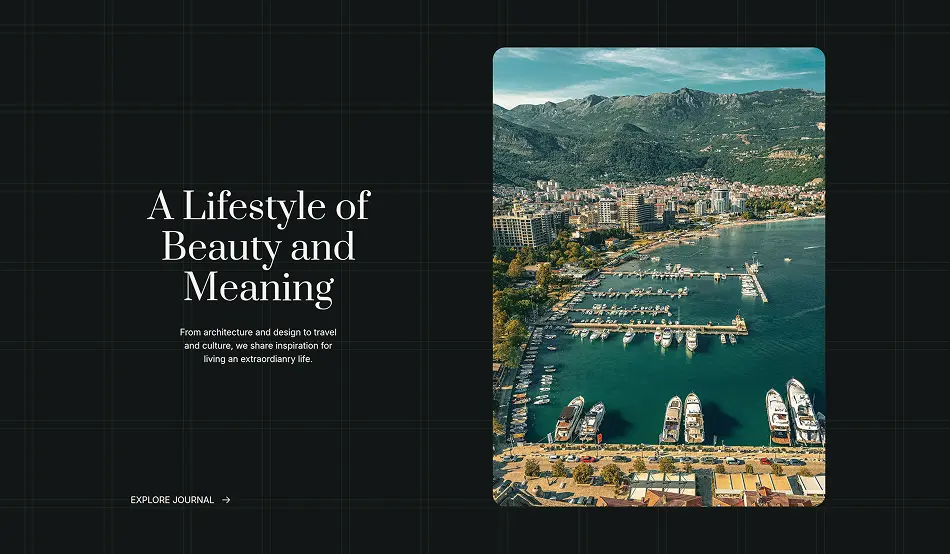 A Lifestyle of
Beauty and
Meaning
From architecture and design to travel
and culture, we share inspiration for
living an extraordianry life.
EXPLORE JOURNAL →